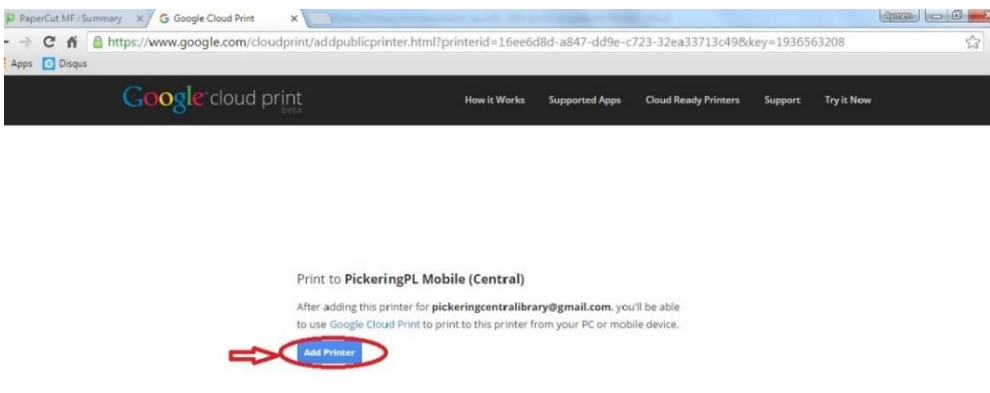 PaperCut MF : Summary
Google Cloud Print
Ayman
https://www.google.com/cloudprint/addpublicprinter.html?printerid=16ee6d8d-a847-dd9e-c723-32ea33713c49&key=1936563208
Apps Disqus
Google cloud print
beta
How it Works Supported Apps Cloud Ready Printers Support Try it Now
Print to PickeringPL Mobile (Central)
After adding this printer for pickeringcentralibrary@gmail.com, you'll be able
to use Google Cloud Print to print to this printer from your PC or mobile device.
Add Printer